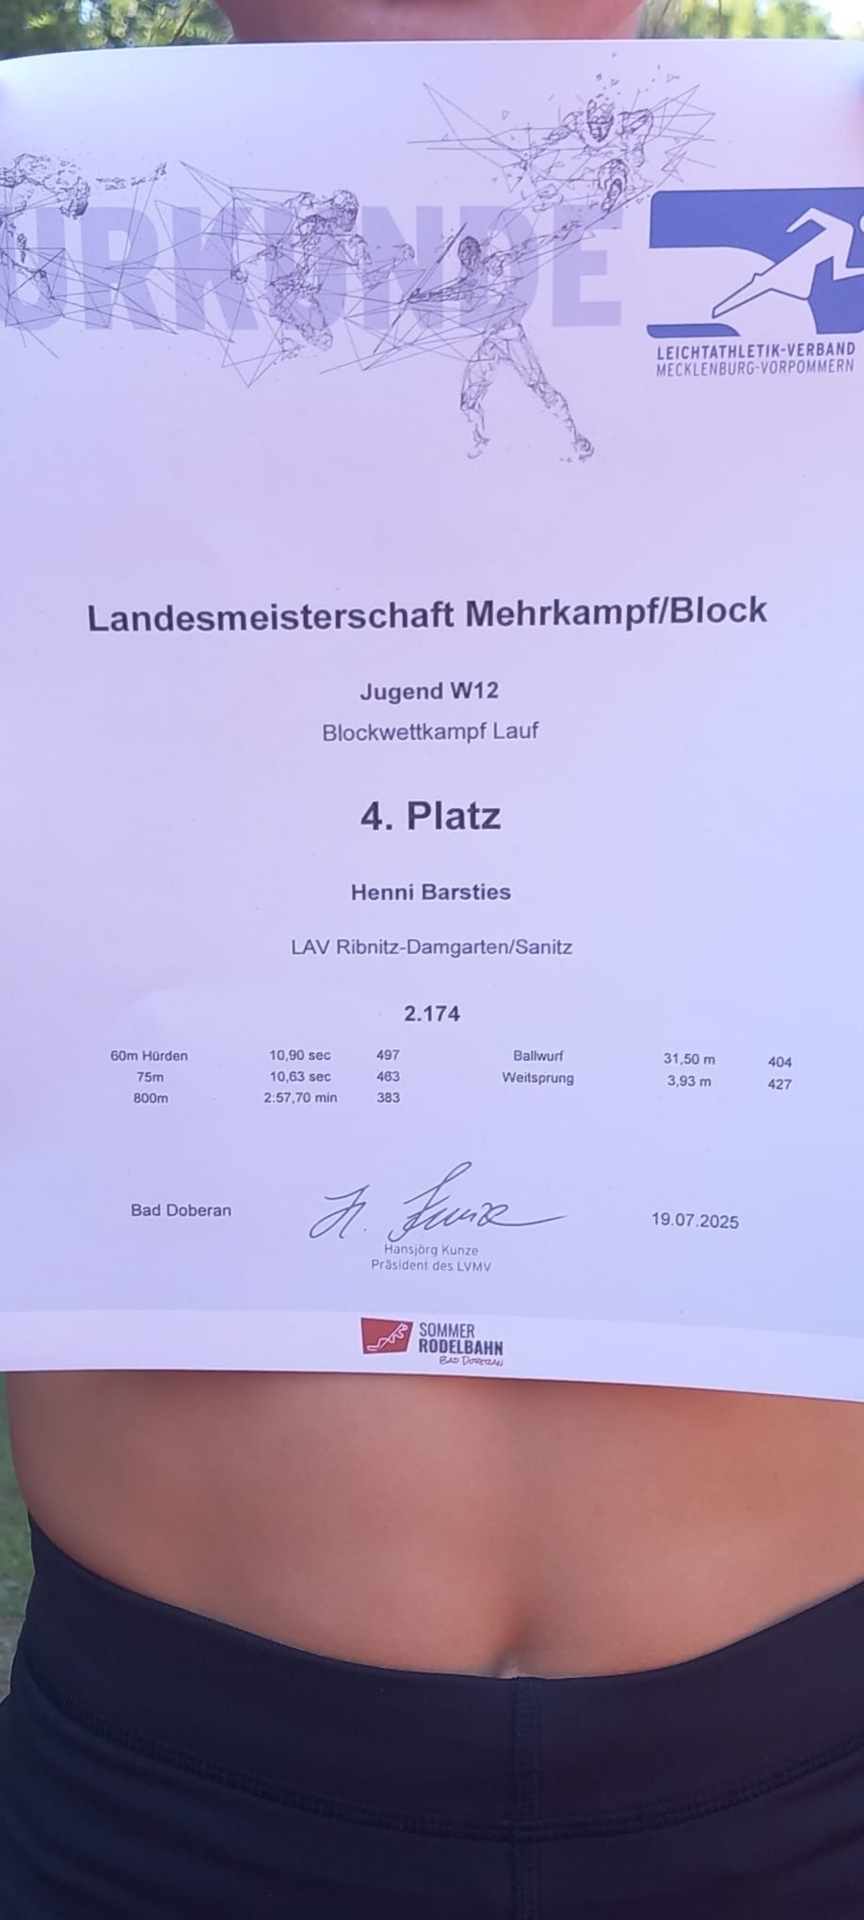 URKUNDE
LEICHTATHLETIK-VERBAND
MECKLENBURG-VORPOMMERN
Landesmeisterschaft Mehrkampf/Block
Jugend W12
Blockwettkampf Lauf
4. Platz
Henni Barsties
LAV Ribnitz-Damgarten/Sanitz
2.174
60m Hürden 10,90 sec 497 Ballwurf 31,50 m 404
75m 10,63 sec 463 Weitsprung 3,93 m 427
800m 2:57,70 min 383
Bad Doberan H. Kunze 19.07.2025
Hansjörg Kunze
Präsident des LVMV
SOMMER
RODELBAHN
BAD DOBERAN